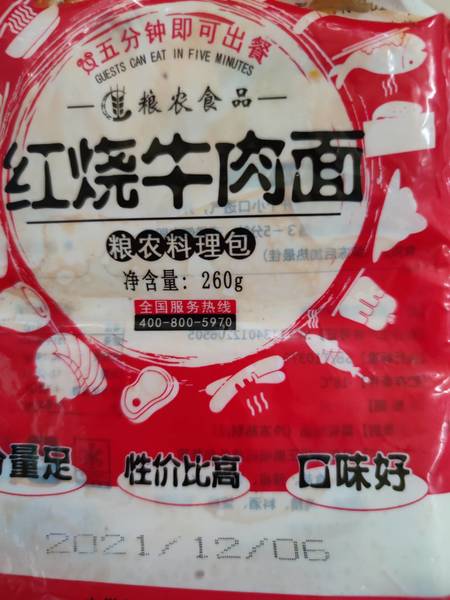 五分钟即可出餐
GUESTS CAN EAT IN FIVE MINUTES
粮农食品
红烧牛肉面
粮农料理包
净含量: 260g
全国服务热线
400-800-5970
量足 性价比高 口味好
2021/12/06